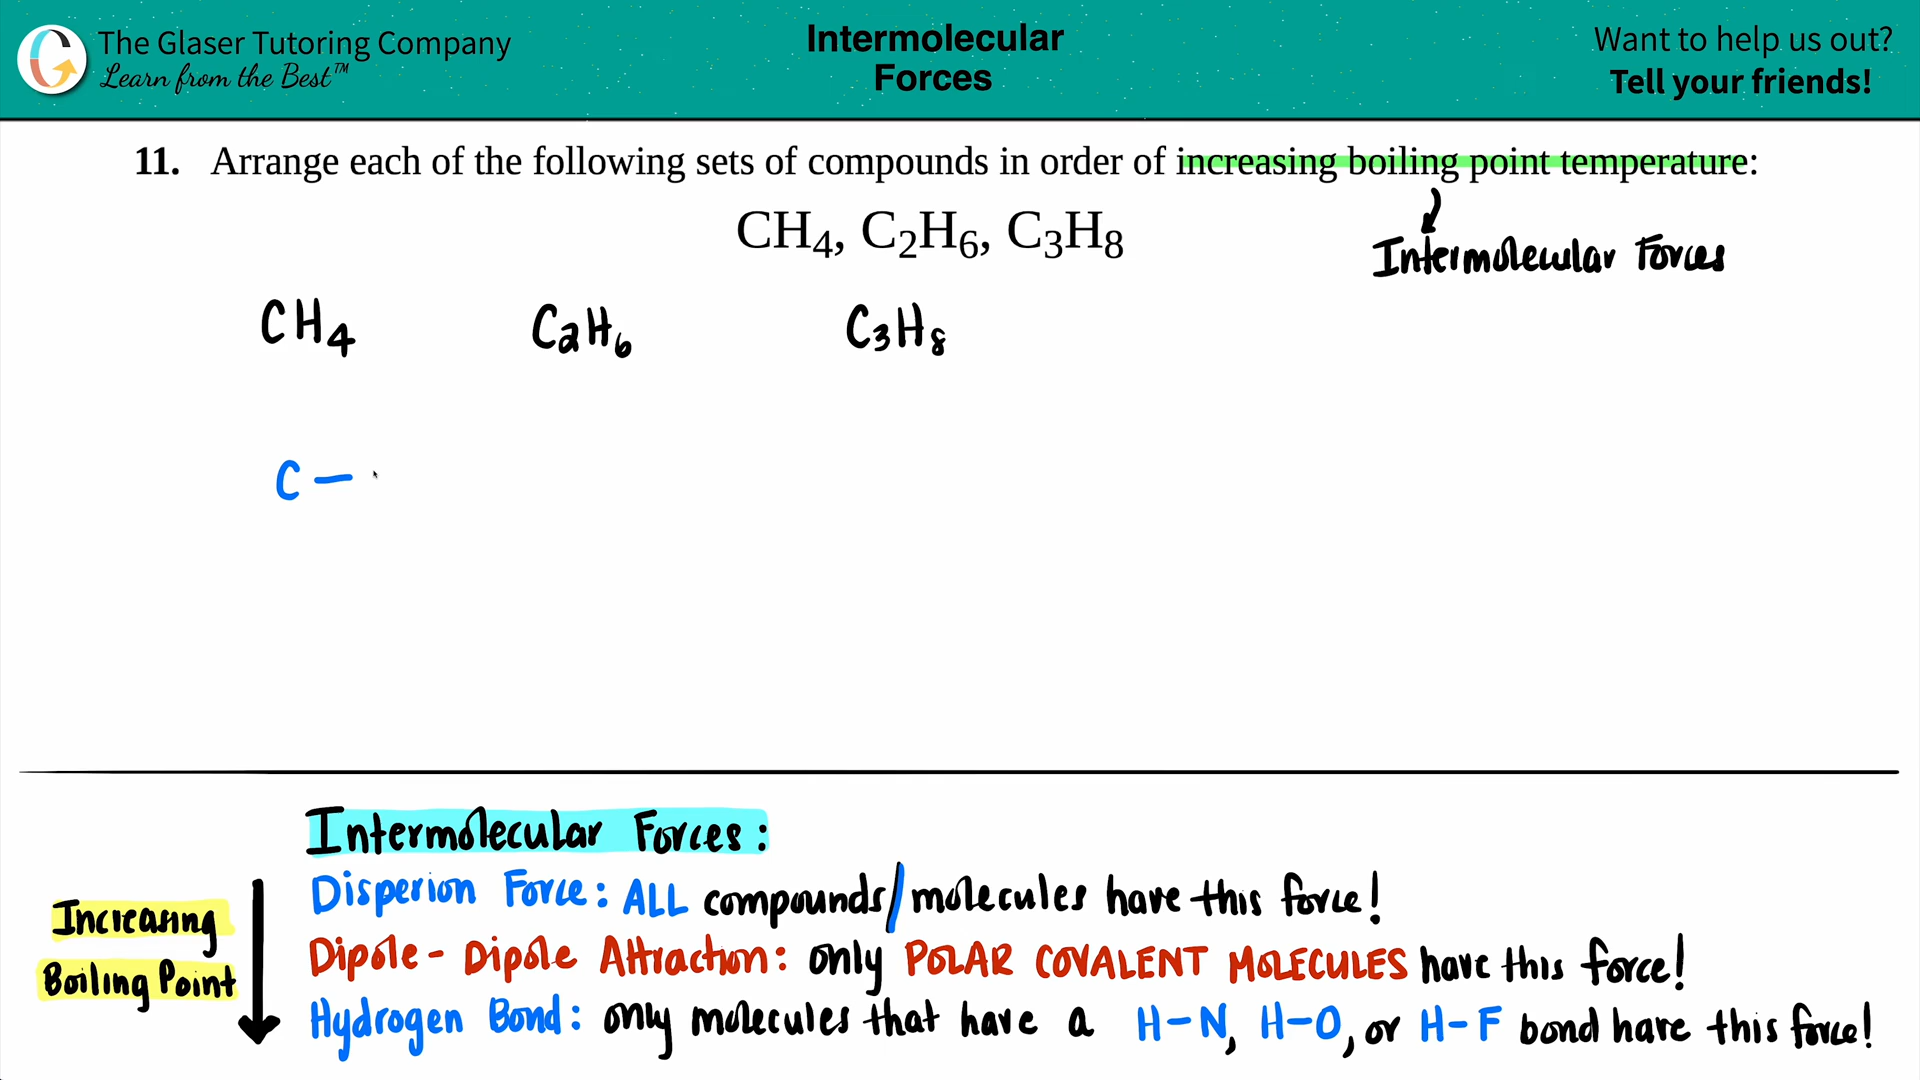 The Glaser Tutoring Company
Learn from the Best™
Intermolecular
Forces
Want to help us out?
Tell your friends!
11. Arrange each of the following sets of compounds in order of increasing boiling point temperature:
CH₄, C₂H₆, C₃H₈
Intermolecular Forces
CH₄ C₂H₆ C₃H₈
C —
Intermolecular Forces:
Increasing
Boiling Point
Disperion Force: ALL compounds/molecules have this force!
Dipole - Dipole Attraction: only POLAR COVALENT MOLECULES have this force!
Hydrogen Bond: only molecules that have a H-N, H-O, or H-F bond have this force!